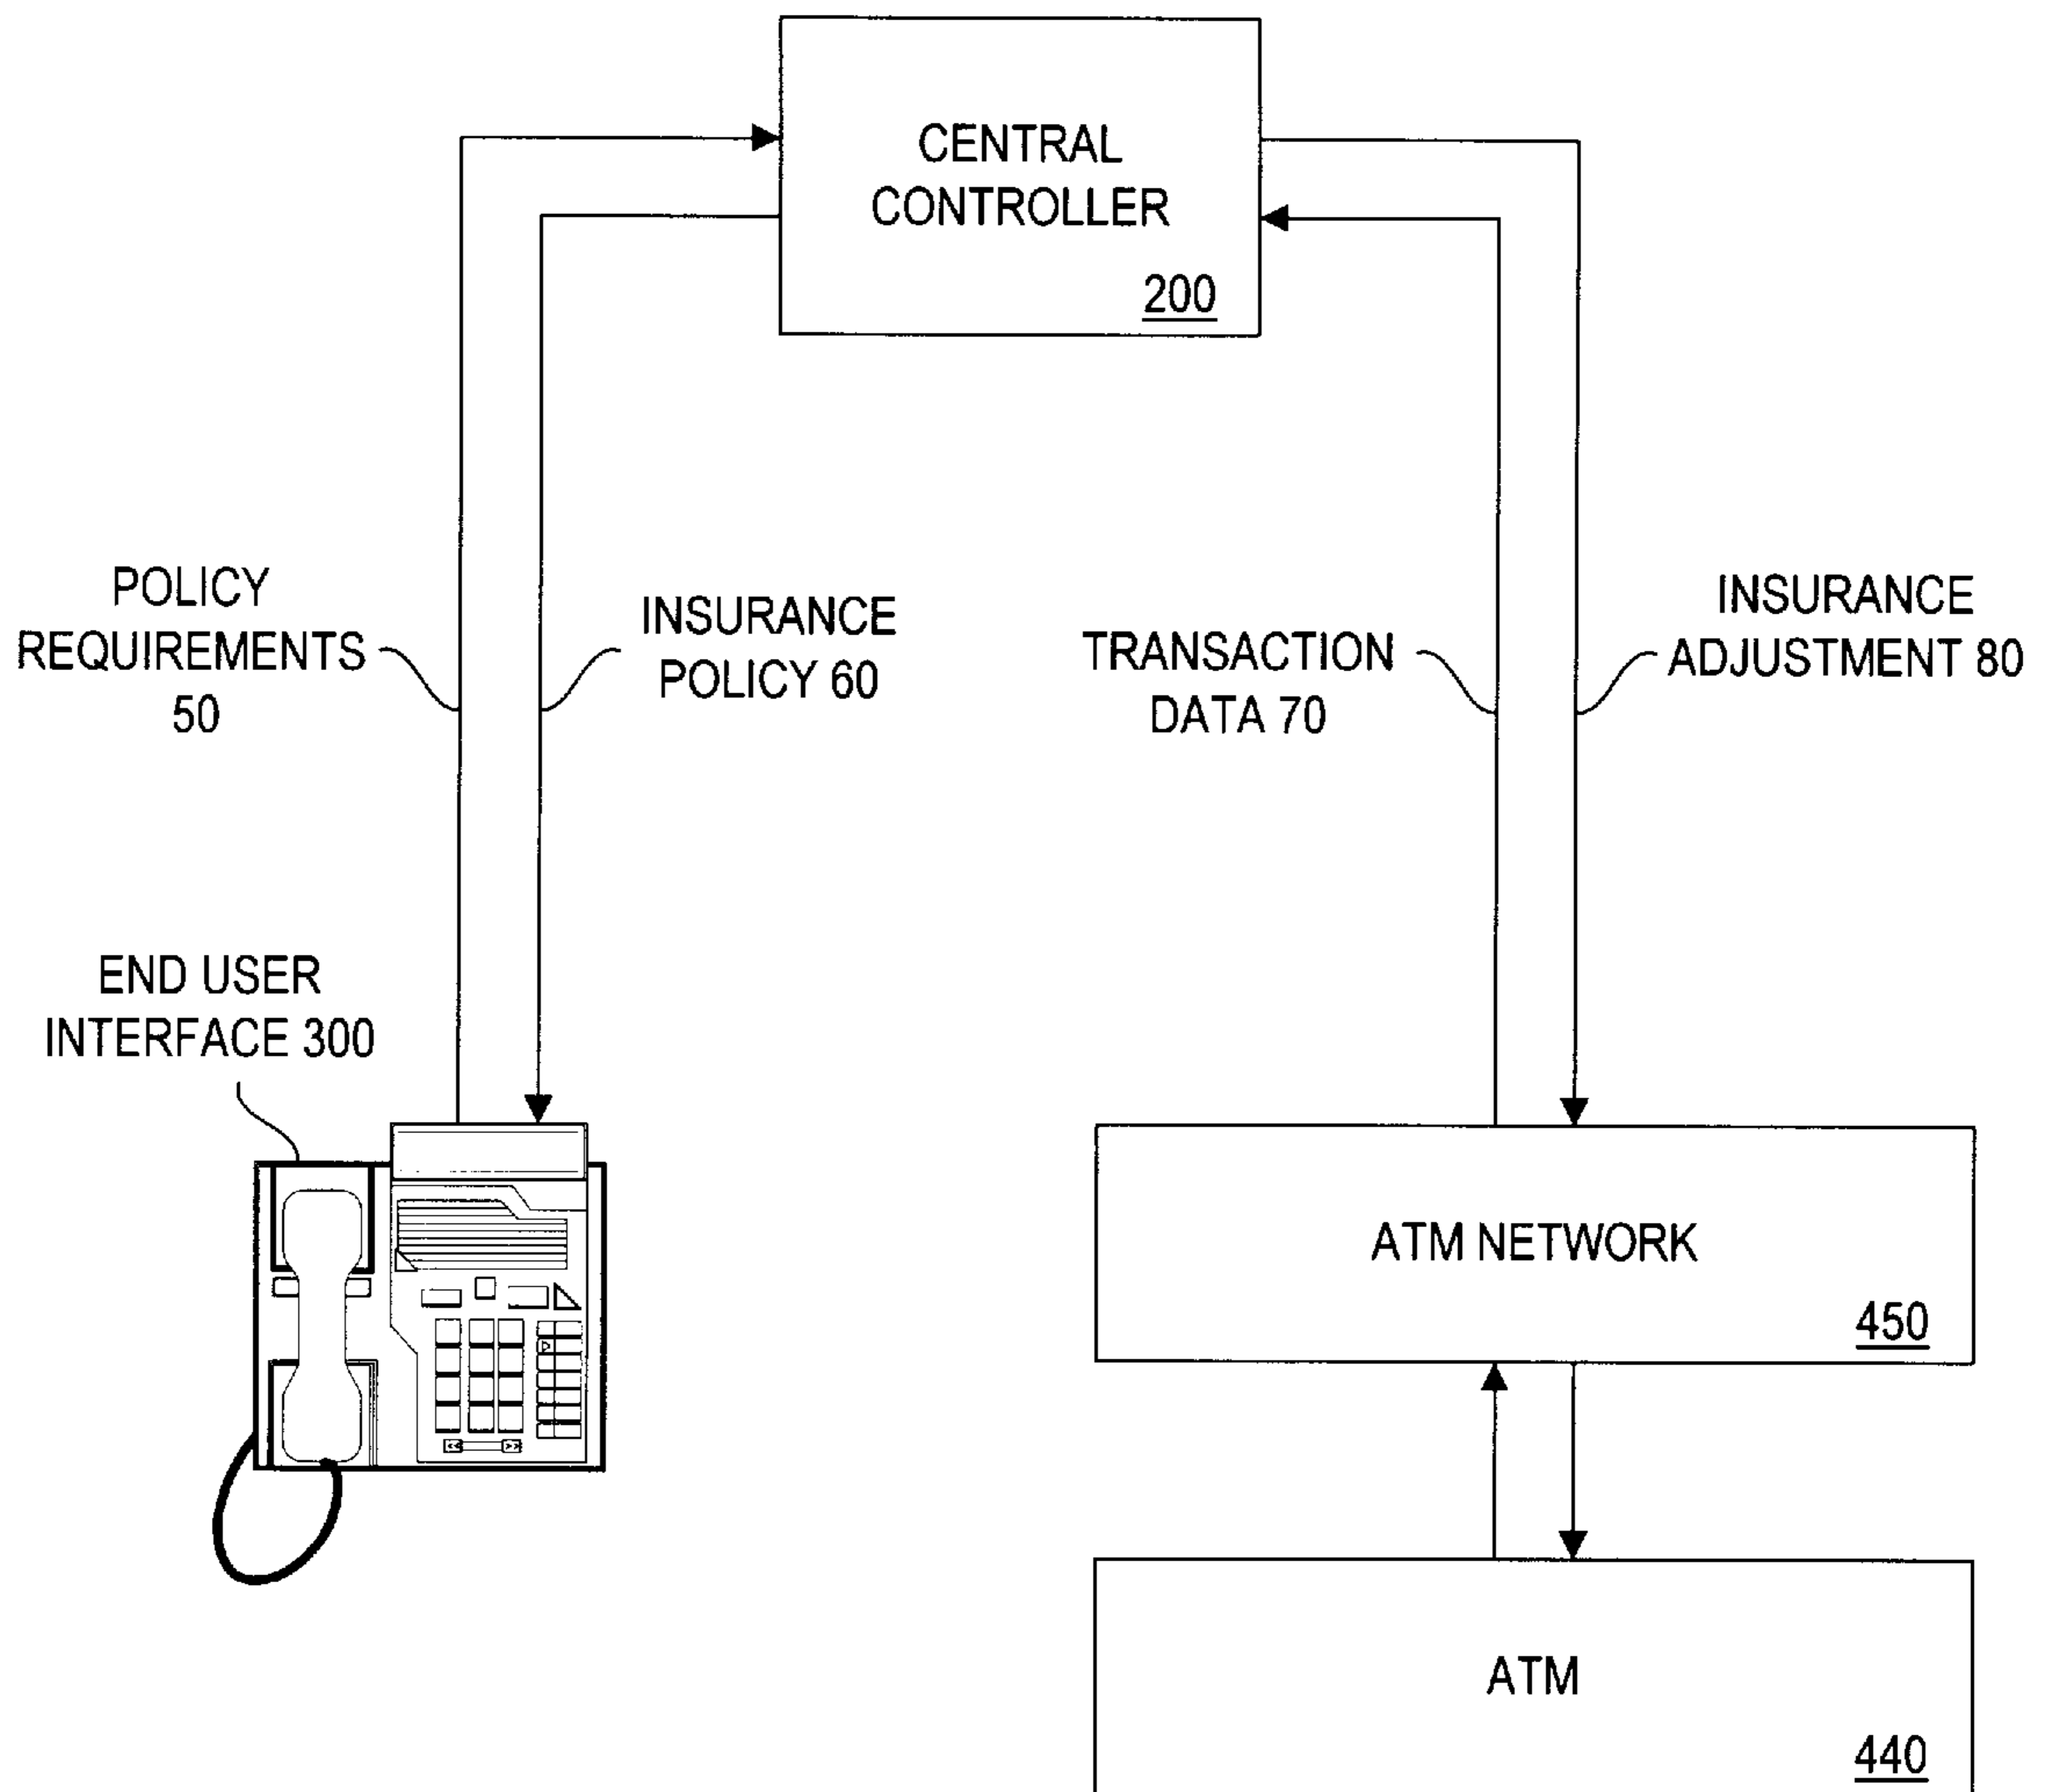 CENTRAL
CONTROLLER
200
POLICY
REQUIREMENTS
50
INSURANCE
POLICY 60
TRANSACTION
DATA 70
INSURANCE
ADJUSTMENT 80
END USER
INTERFACE 300
ATM NETWORK
450
ATM
440